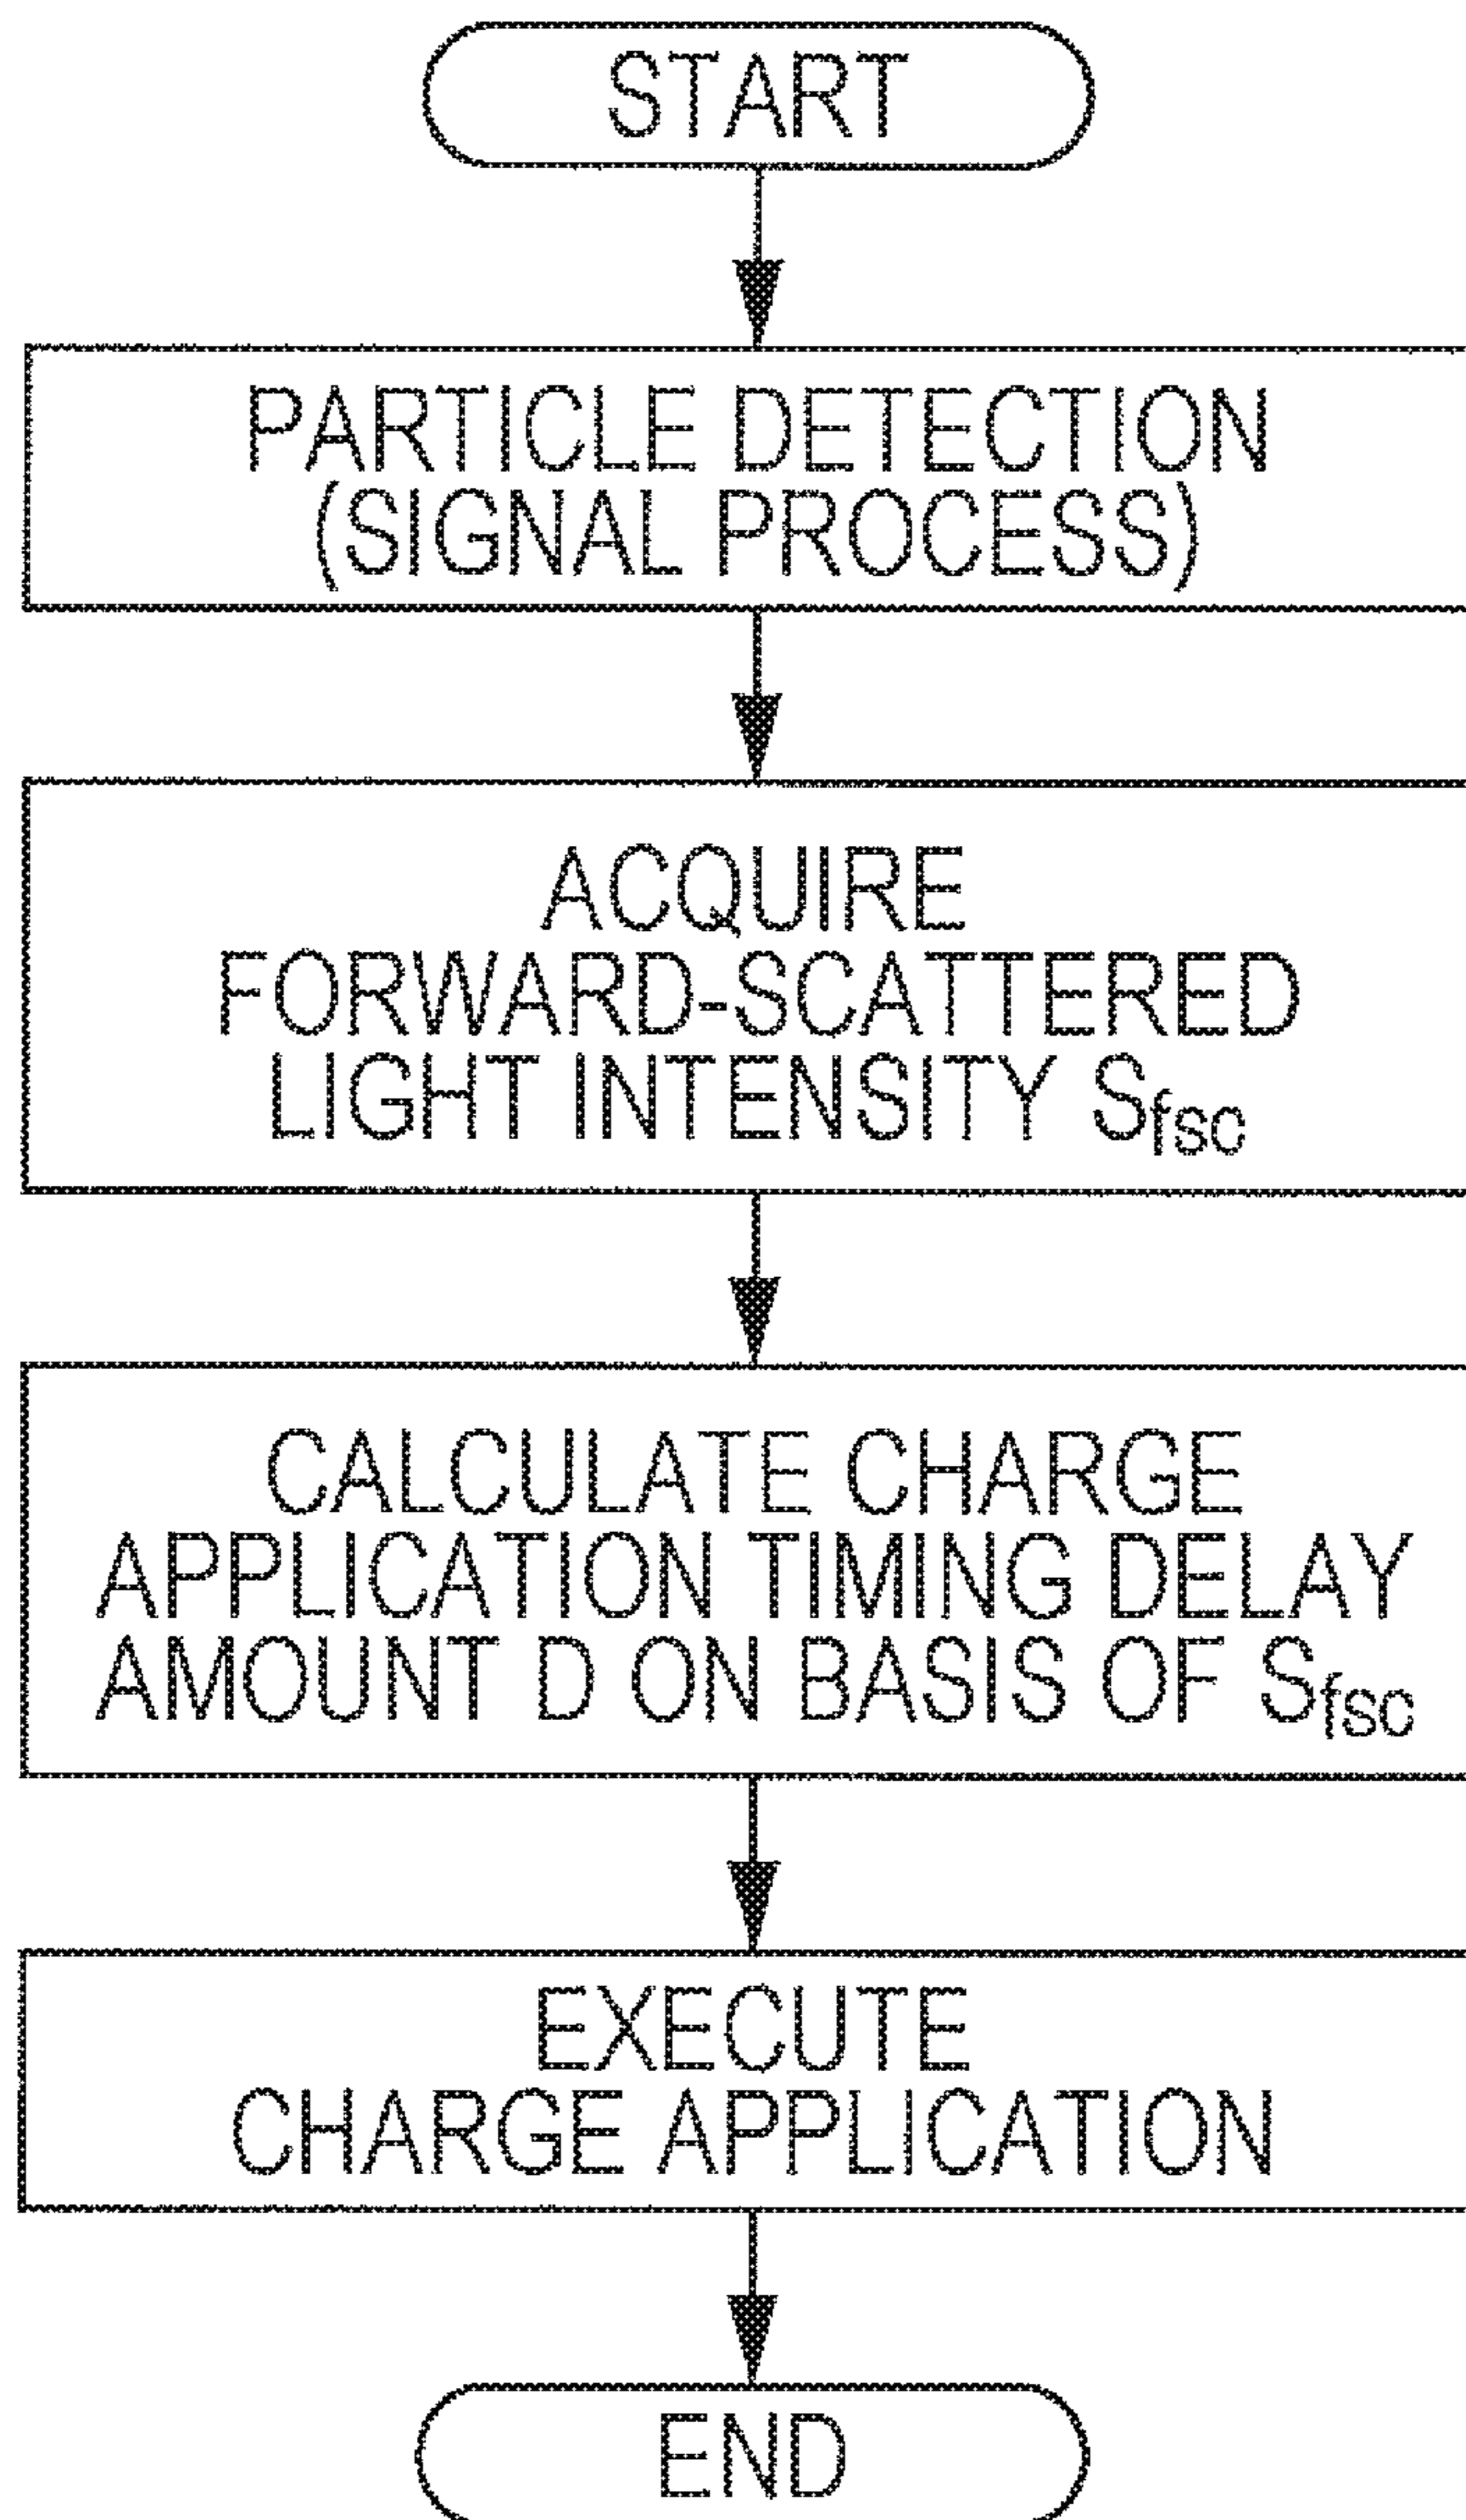 START
PARTICLE DETECTION
(SIGNAL PROCESS)
ACQUIRE
FORWARD-SCATTERED
LIGHT INTENSITY Sfsc
CALCULATE CHARGE
APPLICATION TIMING DELAY
AMOUNT D ON BASIS OF Sfsc
EXECUTE
CHARGE APPLICATION
END